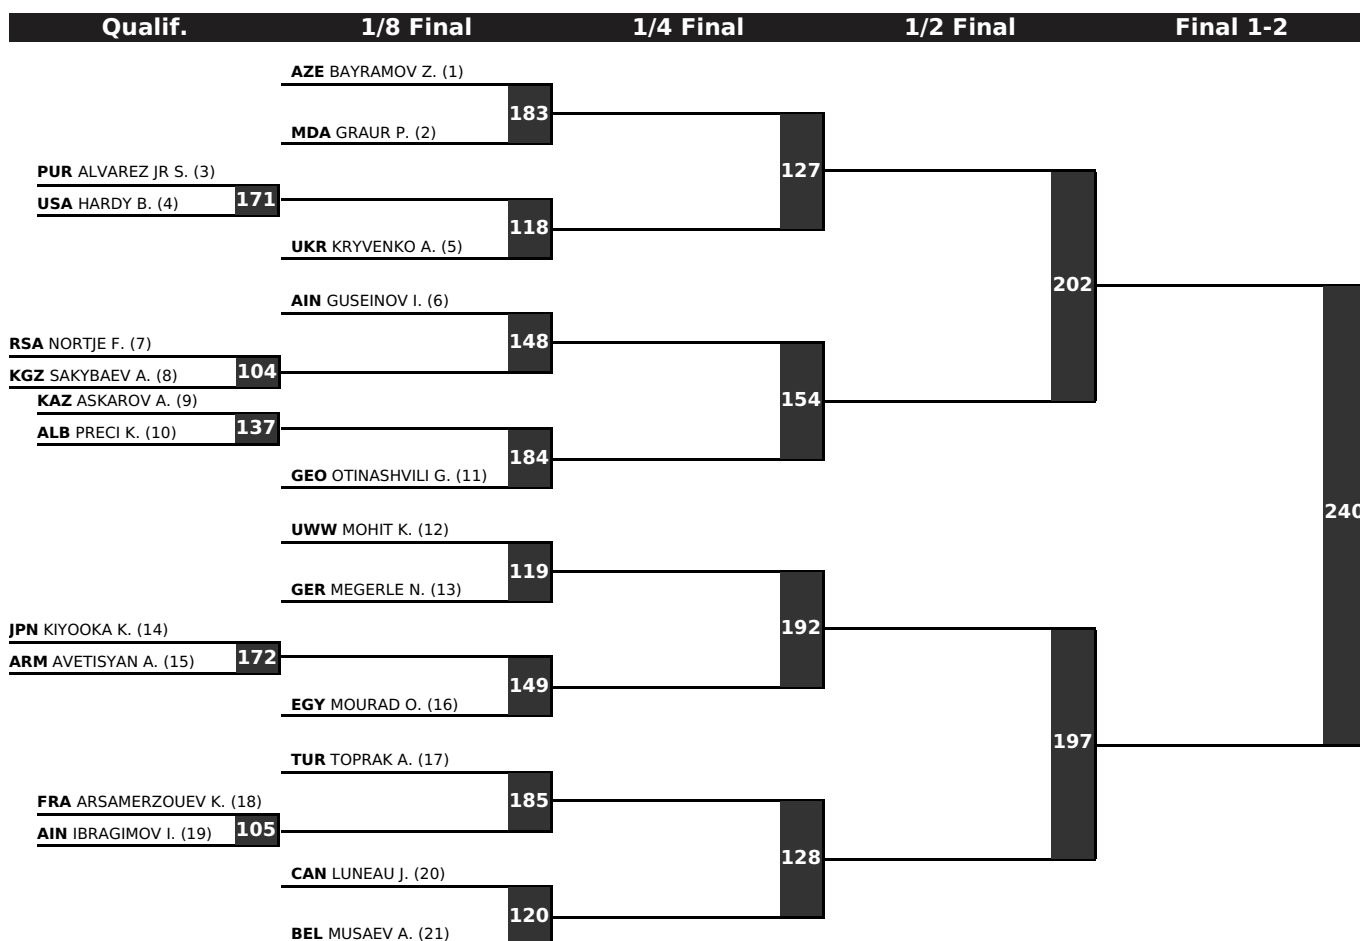 Qualif. 1/8 Final 1/4 Final 1/2 Final Final 1-2
AZE BAYRAMOV Z. (1)
183
MDA GRAUR P. (2)
127
PUR ALVAREZ JR S. (3)
USA HARDY B. (4) 171
118
UKR KRYVENKO A. (5)
202
AIN GUSEINOV I. (6)
148
RSA NORTJE F. (7)
KGZ SAKYBAEV A. (8) 104
KAZ ASKAROV A. (9)
154
ALB PRECI K. (10) 137
184
GEO OTINASHVILI G. (11)
240
UWW MOHIT K. (12)
119
GER MEGERLE N. (13)
192
JPN KIYOOKA K. (14)
ARM AVETISYAN A. (15) 172
149
EGY MOURAD O. (16)
197
TUR TOPRAK A. (17)
185
FRA ARSAMERZOUEV K. (18)
AIN IBRAGIMOV I. (19) 105
128
CAN LUNEAU J. (20)
120
BEL MUSAEV A. (21)